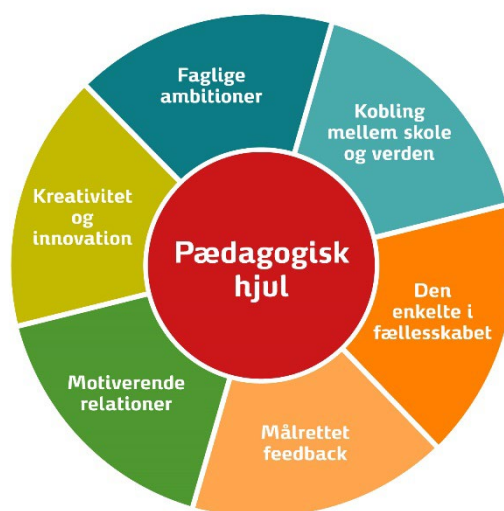 Faglige
ambitioner
Kobling
mellem skole
og verden
Kreativitet
og
innovation
Pædagogisk
hjul
Den
enkelte i
fællesskabet
Motiverende
relationer
Målrettet
feedback